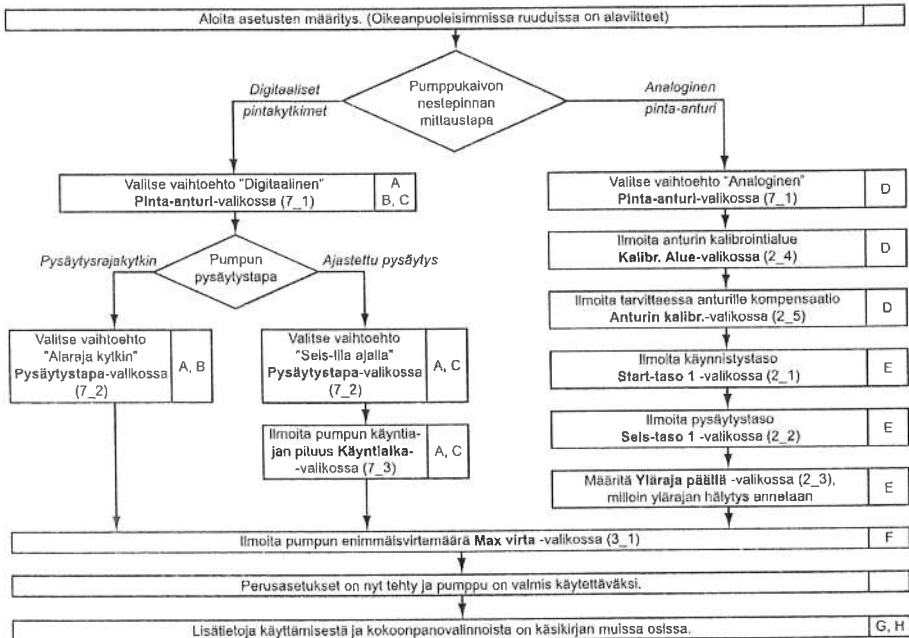 Aloita asetusten määritys. (Oikeanpuoleisimmissa ruuduissa on alaviitteet)
Pumppukaivon
nestepinnan
mittaustapa
Digitaaliset
pintakytkimet
Analoginen
pinta-anturi
Valitse vaihtoehto "Digitaalinen"
Pinta-anturi-valikossa (7_1)
A
B, C
Pumpun
pysäytystapa
Pysäytysrajakytkin
Ajastettu pysäytys
Valitse vaihtoehto
"Alaraja kytkin"
Pysäytystapa-valikossa
(7_2)
A, B
Valitse vaihtoehto
"Seis-tila ajalla"
Pysäytystapa-valikossa
(7_2)
A, C
Ilmoita pumpun käyntia-
jan pituus Käyntiaika-
-valikossa (7_3)
A, C
Valitse vaihtoehto "Analoginen"
Pinta-anturi-valikossa (7_1)
D
Ilmoita anturin kalibrointialue
Kalibr. Alue-valikossa (2_4)
D
Ilmoita tarvittaessa anturille kompensaatio
Anturin kalibr.-valikossa (2_5)
D
Ilmoita käynnistystaso
Start-taso 1 -valikossa (2_1)
E
Ilmoita pysäytystaso
Seis-taso 1 -valikossa (2_2)
E
Määritä Yläraja päällä -valikossa (2_3),
milloin ylärajan hälytys annetaan
E
Ilmoita pumpun enimmäisvirtamäärä Max virta -valikossa (3_1)
F
Perusasetukset on nyt tehty ja pumppu on valmis käytettäväksi.
Lisätietoja käyttämisestä ja kokoonpanovalinnoista on käsikirjan muissa osissa.
G, H